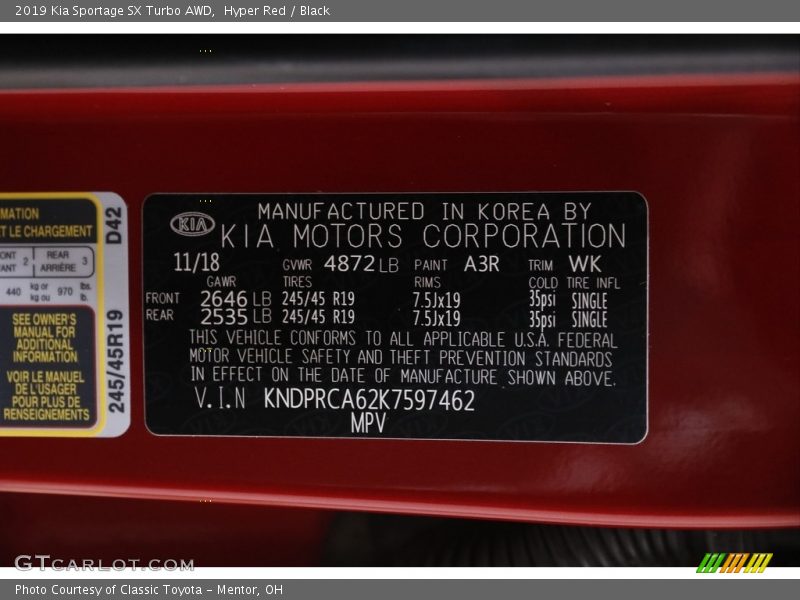 2019 Kia Sportage SX Turbo AWD, Hyper Red / Black
MATION
ET LE CHARGEMENT
ONT 2 REAR 3
ANT ARRIÈRE
440 kg or 970 lbs.
kg ou lb.
SEE OWNER'S
MANUAL FOR
ADDITIONAL
INFORMATION
VOIR LE MANUEL
DE L'USAGER
POUR PLUS DE
RENSEIGNEMENTS
245/45R19 D42
KIA
MANUFACTURED IN KOREA BY
KIA MOTORS CORPORATION
11/18 GVWR 4872 LB PAINT A3R TRIM WK
GAWR TIRES RIMS COLD TIRE INFL
FRONT 2646 LB 245/45 R19 7.5Jx19 35psi SINGLE
REAR 2535 LB 245/45 R19 7.5Jx19 35psi SINGLE
THIS VEHICLE CONFORMS TO ALL APPLICABLE U.S.A. FEDERAL
MOTOR VEHICLE SAFETY AND THEFT PREVENTION STANDARDS
IN EFFECT ON THE DATE OF MANUFACTURE SHOWN ABOVE.
V.I.N KNDPRCA62K7597462
MPV
GTCARLOT.COM
Photo Courtesy of Classic Toyota - Mentor, OH